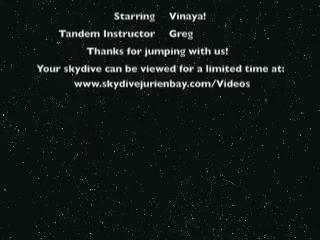 Starring Vinaya!
Tandem Instructor Greg
Thanks for jumping with us!
Your skydive can be viewed for a limited time at:
www.skydivejurienbay.com/Videos